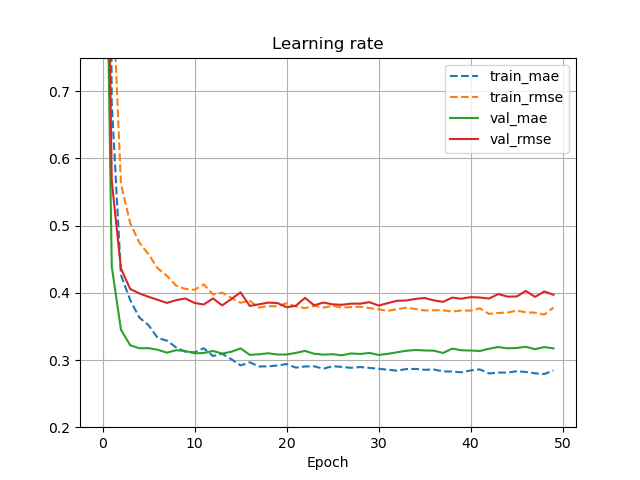 Learning rate
train_mae
train_rmse
val_mae
val_rmse
0.7
0.6
0.5
0.4
0.3
0.2
0 10 20 30 40 50
Epoch